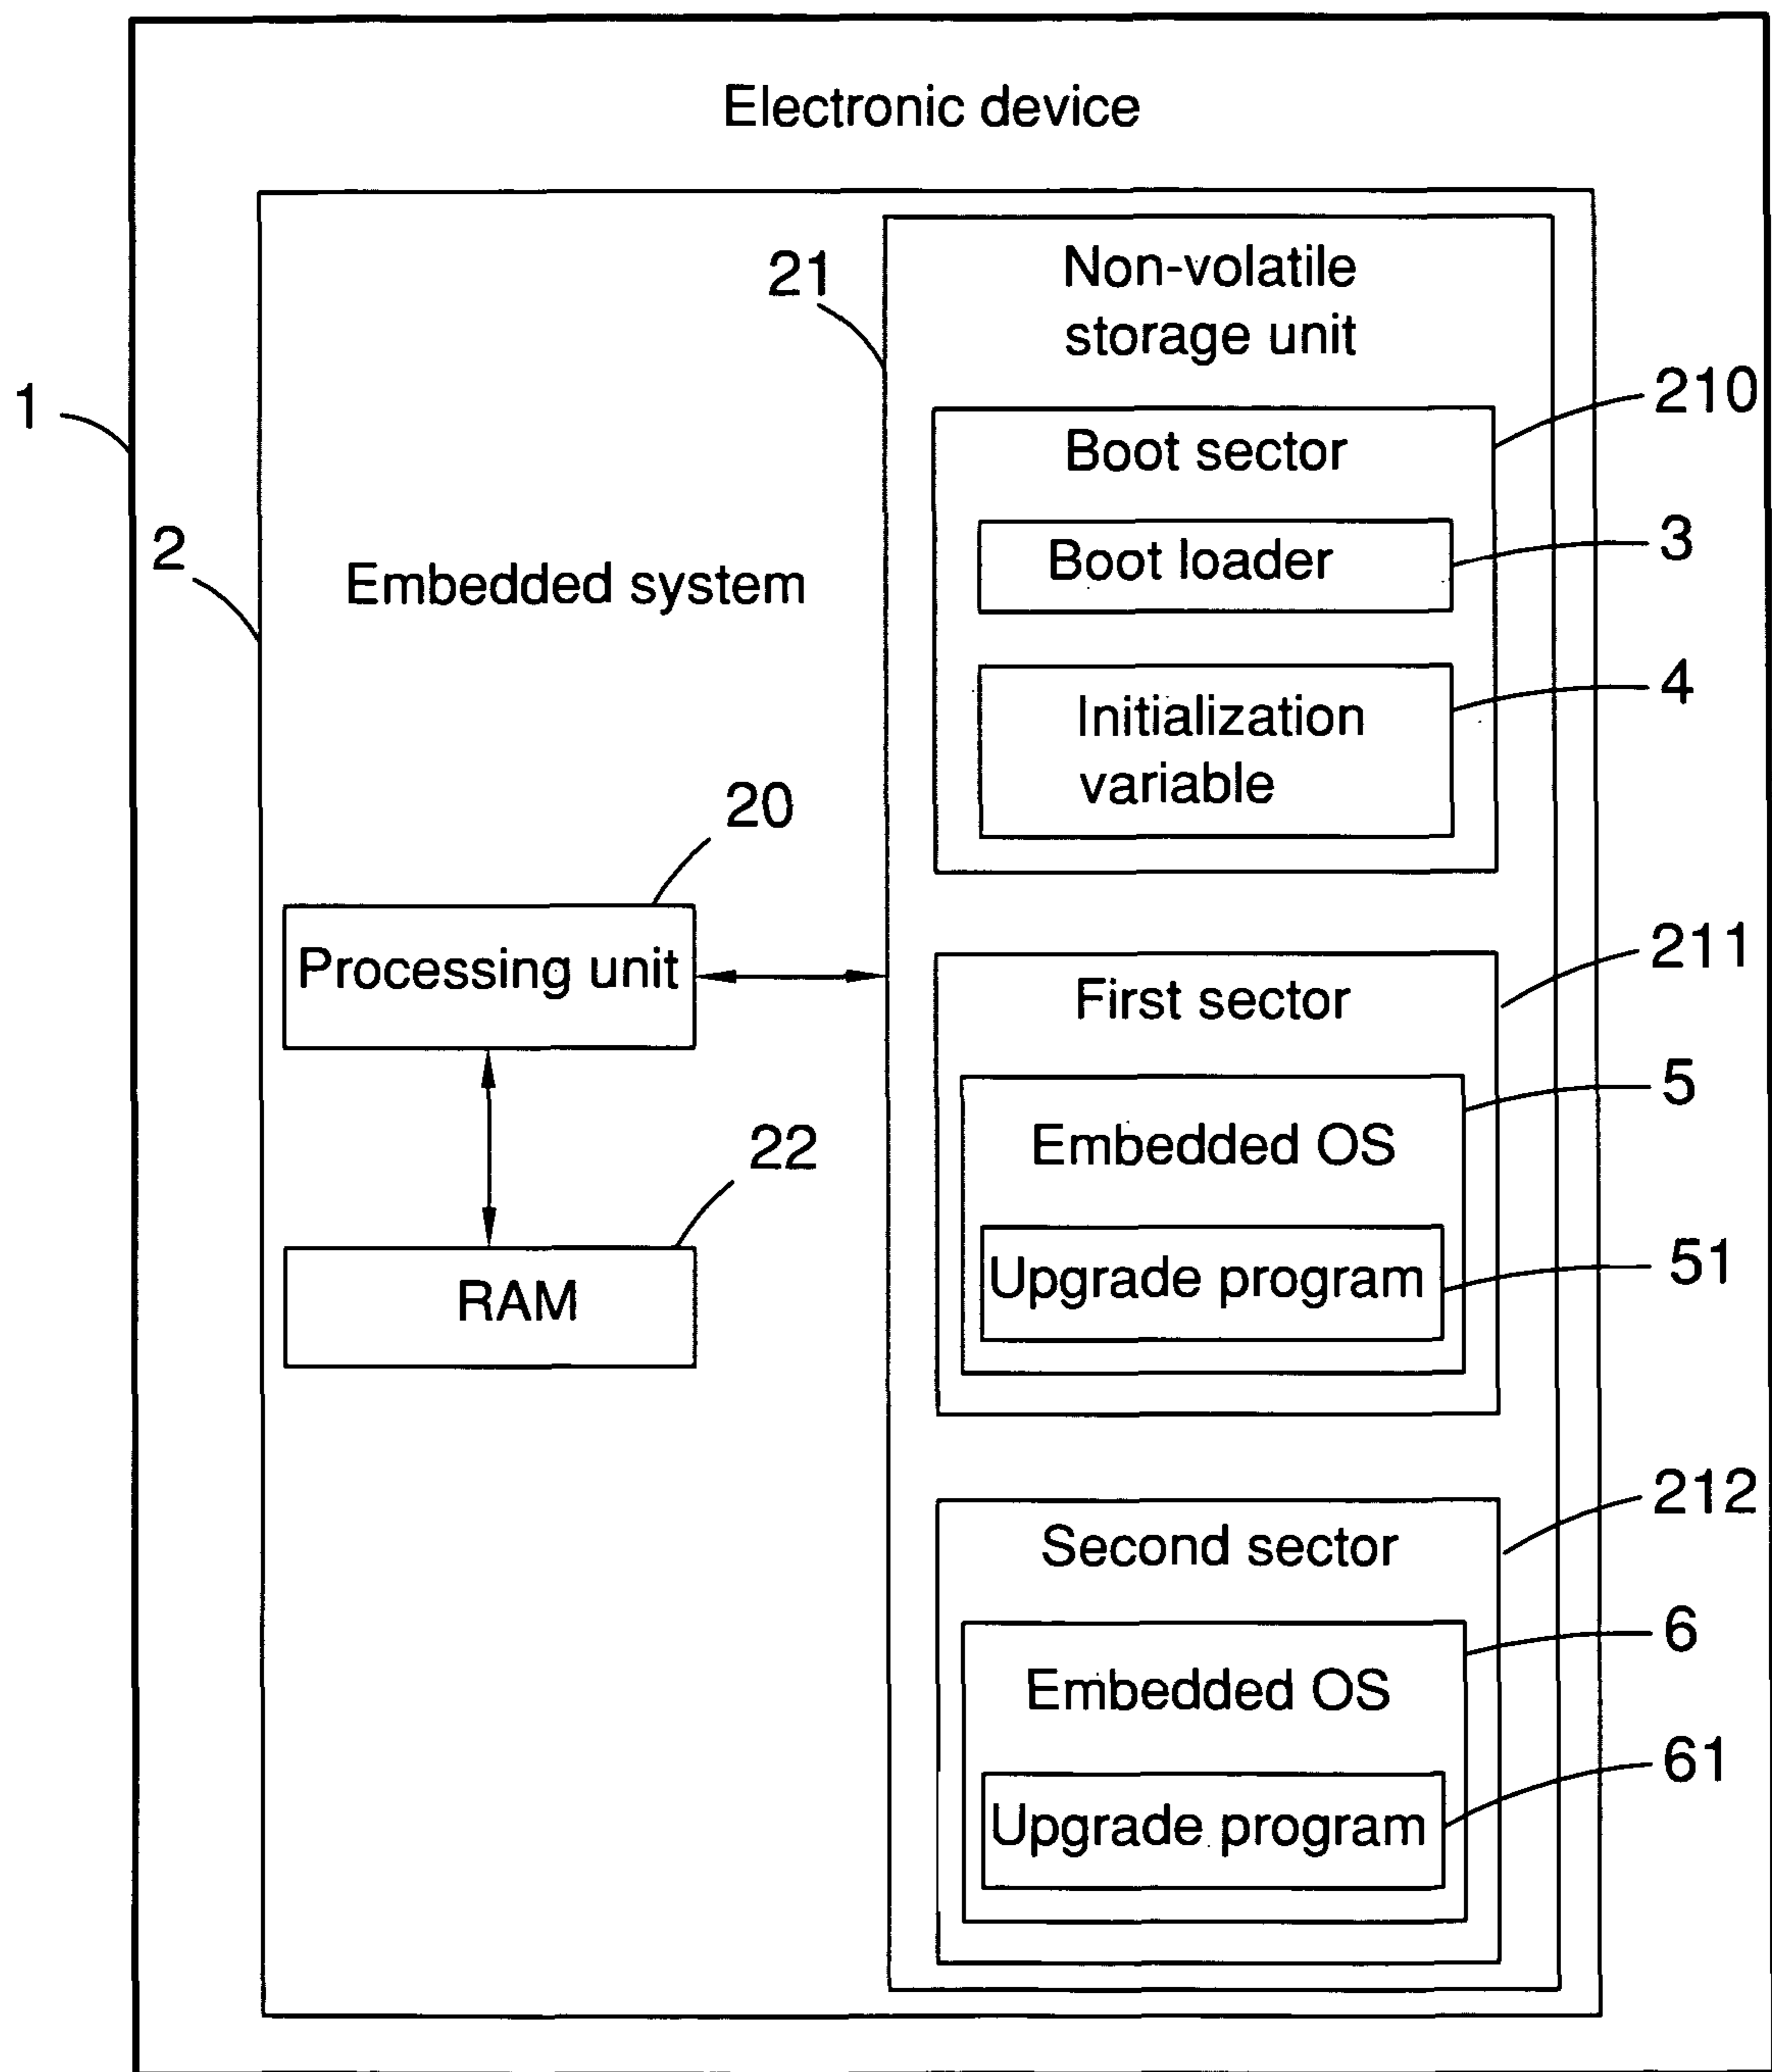 Electronic device
21
Non-volatile
storage unit
1
210
Boot sector
2
3
Boot loader
Embedded system
4
Initialization
variable
20
Processing unit
211
First sector
5
Embedded OS
22
51
Upgrade program
RAM
212
Second sector
6
Embedded OS
61
Upgrade program